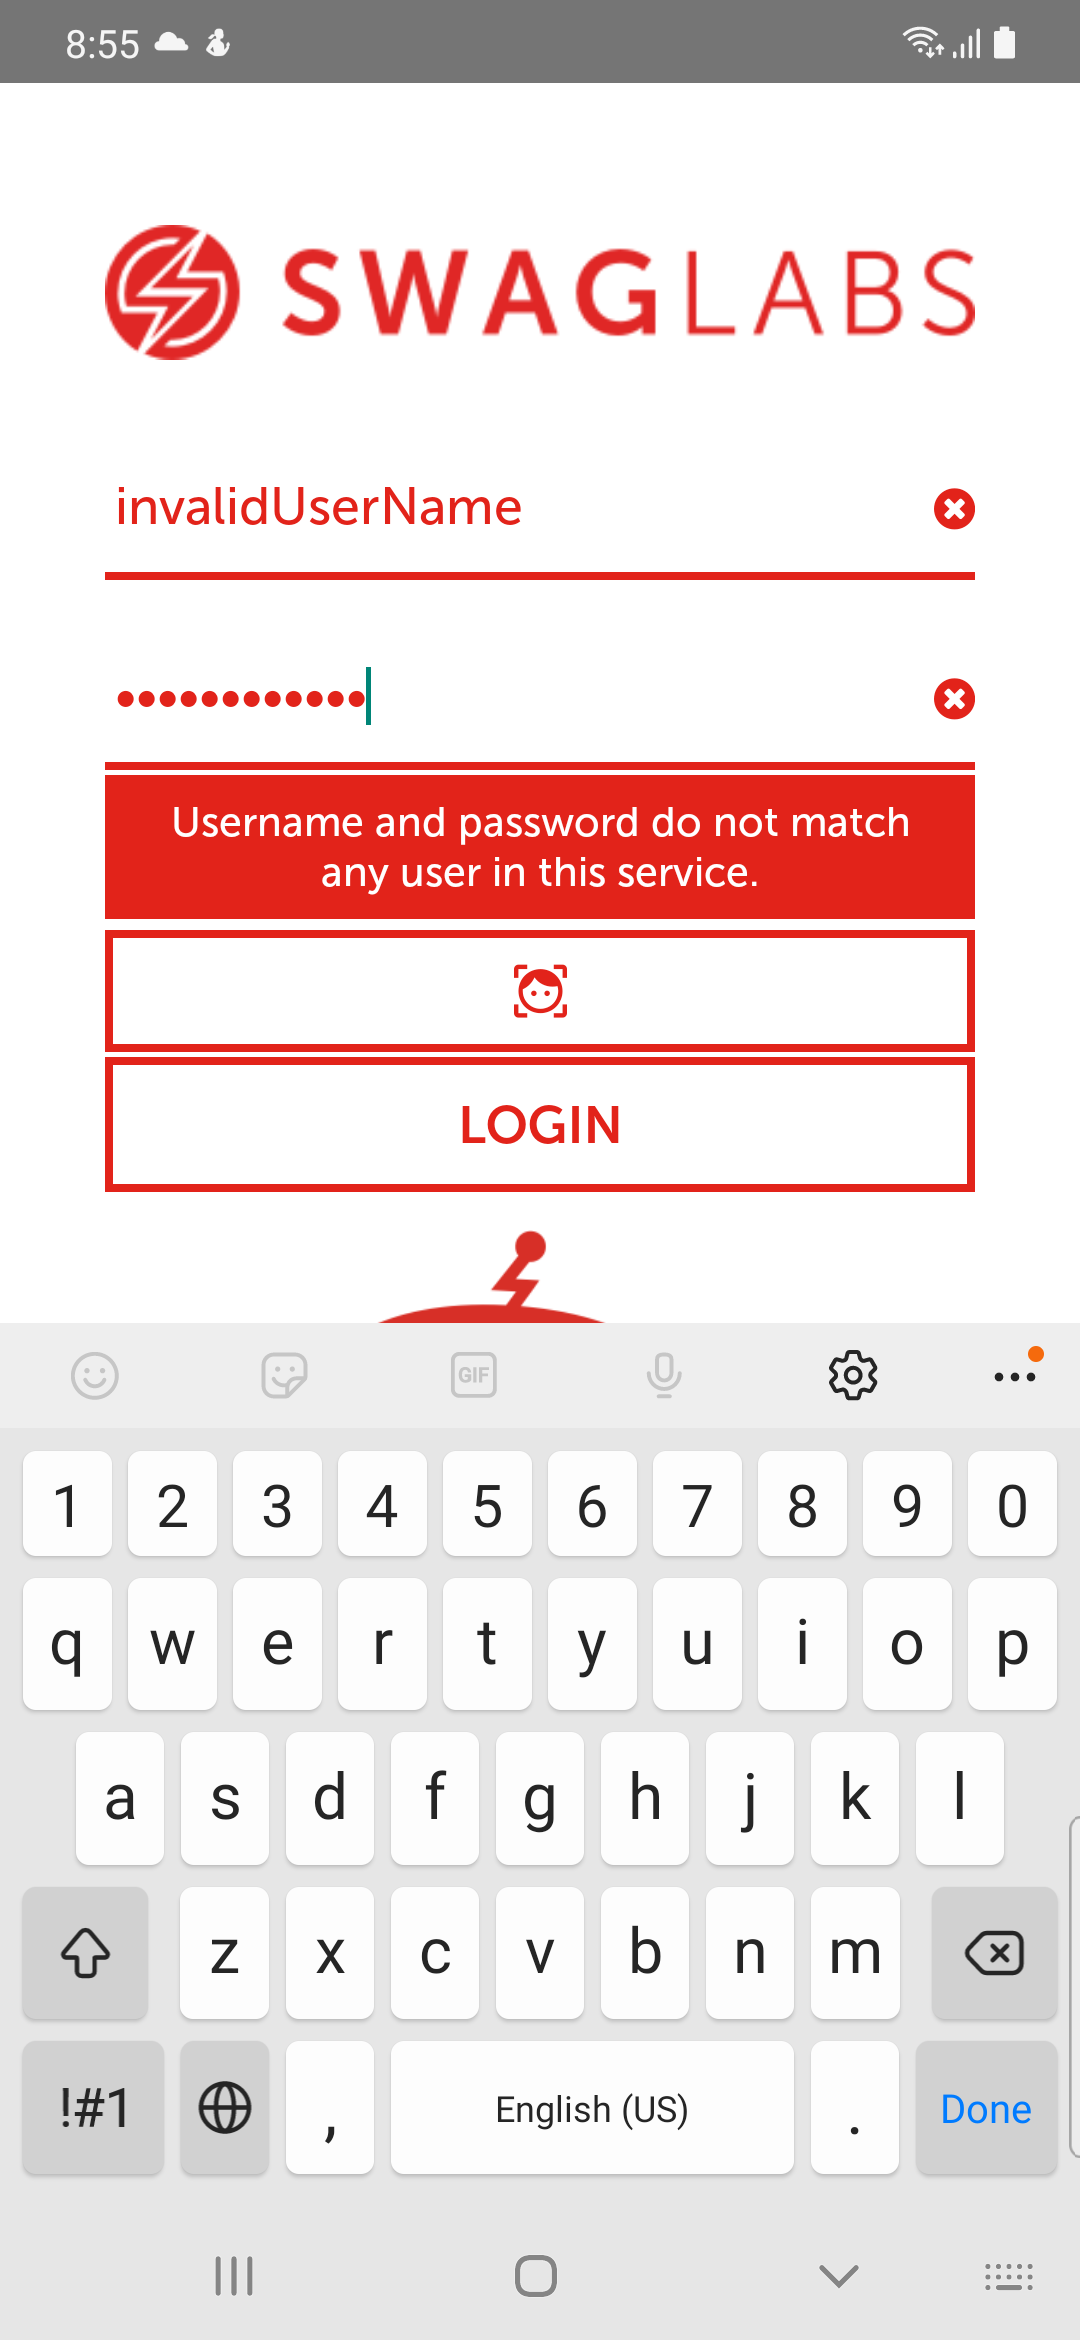 8:55
SWAGLABS
invalidUserName
••••••••••••
Username and password do not match
any user in this service.
LOGIN
GIF
1 2 3 4 5 6 7 8 9 0
q w e r t y u i o p
a s d f g h j k l
z x c v b n m
!#1 , English (US) . Done